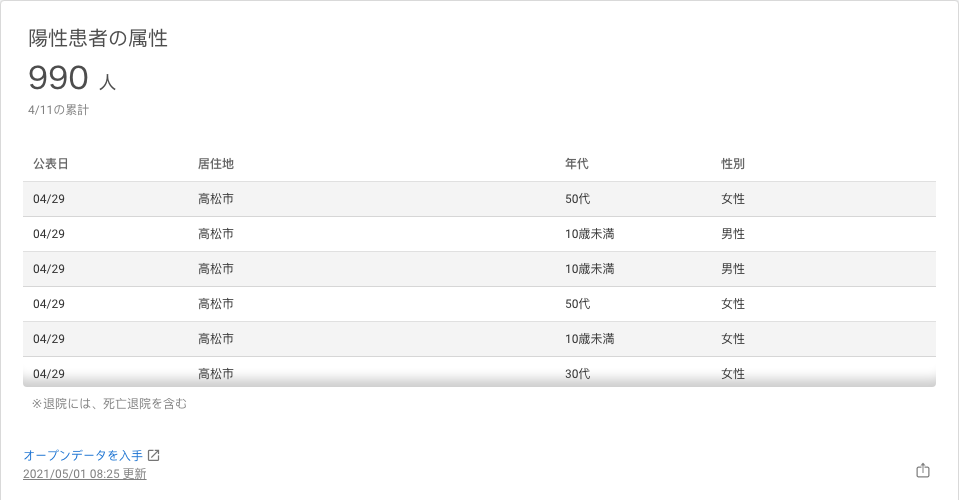 陽性患者の属性
990 人
4/11の累計
公表日 居住地 年代 性別
04/29 高松市 50代 女性
04/29 高松市 10歳未満 男性
04/29 高松市 10歳未満 男性
04/29 高松市 50代 女性
04/29 高松市 10歳未満 女性
04/29 高松市 30代 女性
※退院には、死亡退院を含む
オープンデータを入手
2021/05/01 08:25 更新